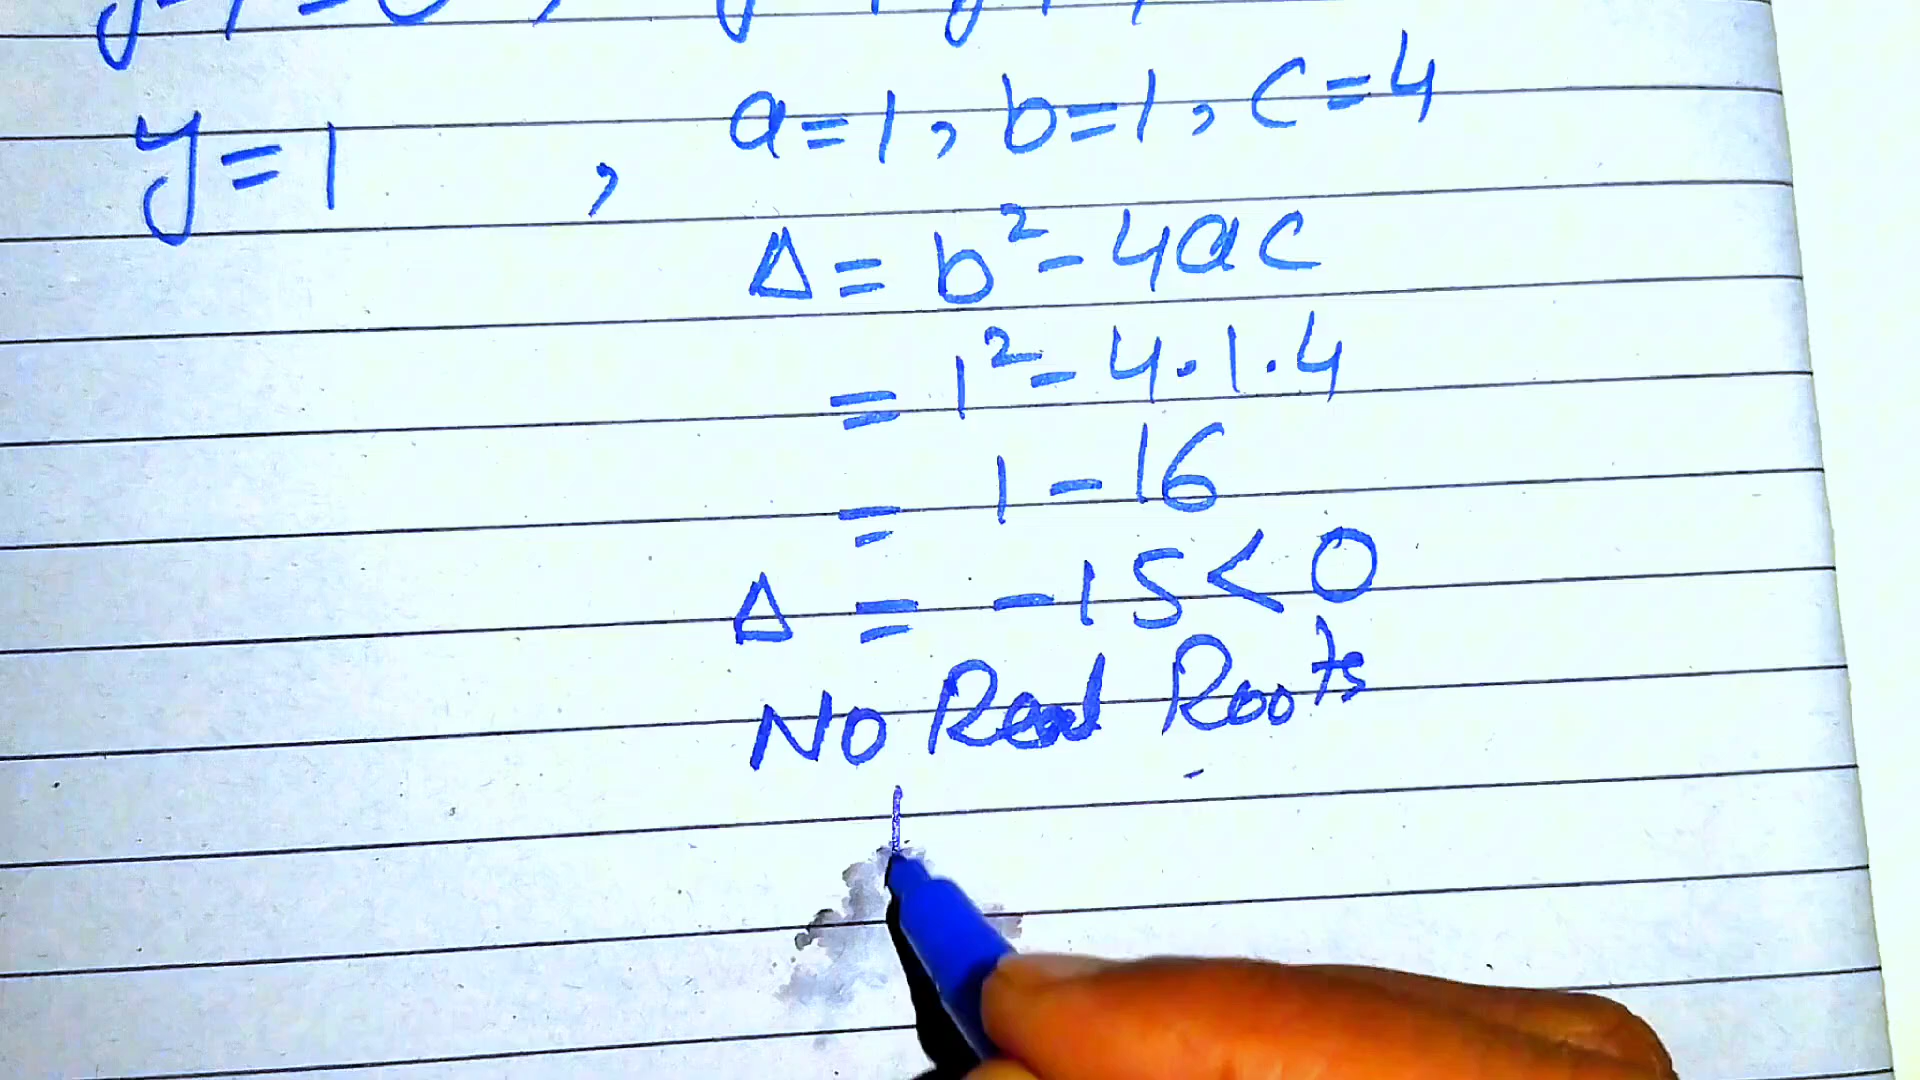 y = 1 , a = 1, b = 1, c = 4
Δ = b² - 4ac
= 1² - 4·1·4
= 1 - 16
Δ = -15 < 0
NO Real Roots